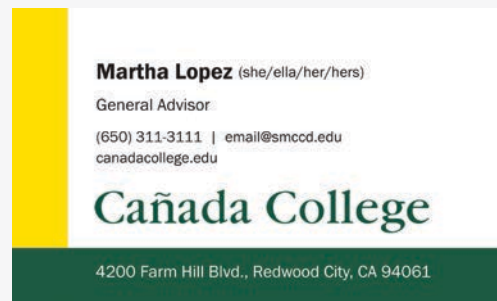 Martha Lopez (she/ella/her/hers)
General Advisor
(650) 311-3111 | email@smccd.edu
canadacollege.edu
Cañada College
4200 Farm Hill Blvd., Redwood City, CA 94061